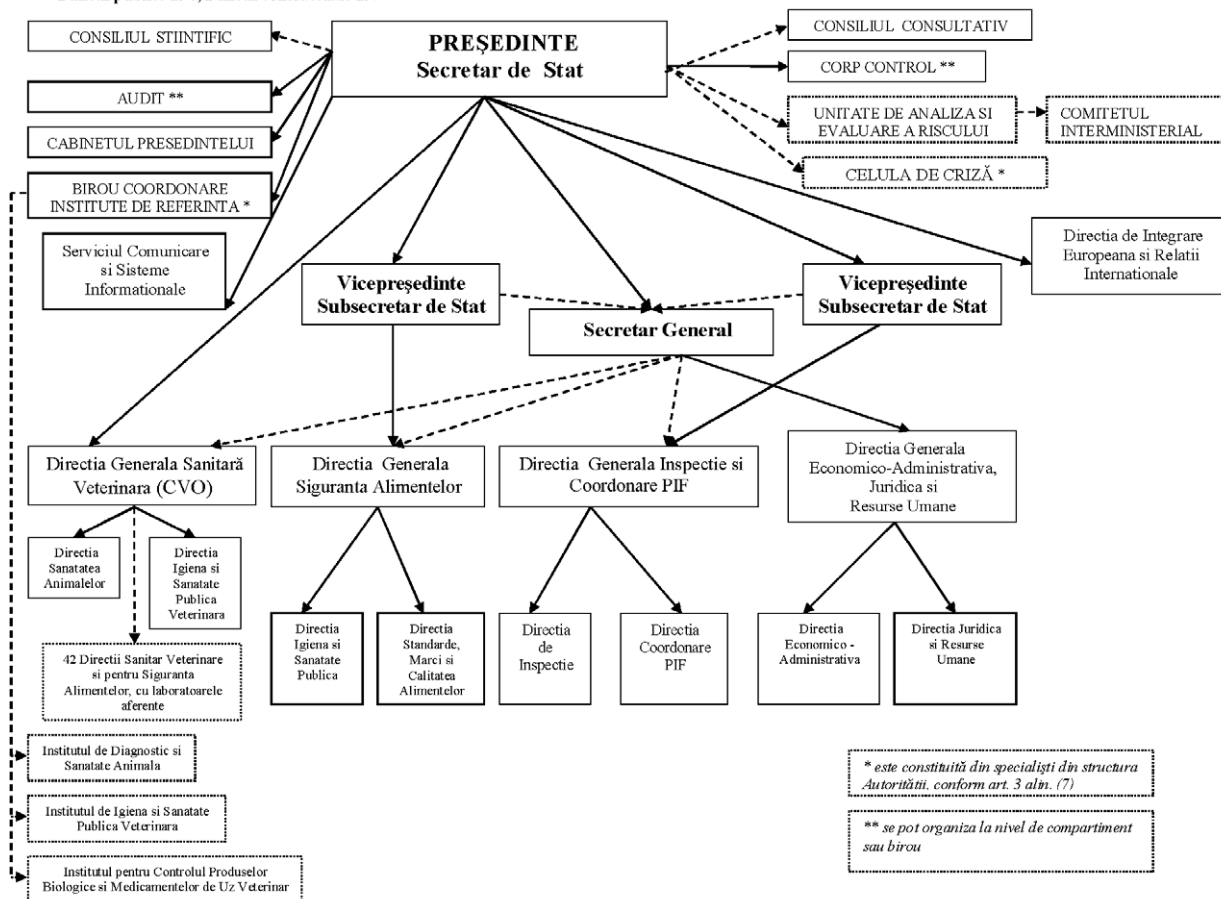 CONSILIUL STIINTIFIC
PREŞEDINTE
Secretar de Stat
CONSILIUL CONSULTATIV
CORP CONTROL **
AUDIT **
UNITATE DE ANALIZA SI
EVALUARE A RISCULUI
COMITETUL
INTERMINISTERIAL
CABINETUL PRESEDINTELUI
CELULA DE CRIZĂ *
BIROU COORDONARE
INSTITUTE DE REFERINTA *
Serviciul Comunicare
si Sisteme
Informationale
Directia de Integrare
Europeana si Relatii
Internationale
Vicepreşedinte
Subsecretar de Stat
Vicepreşedinte
Subsecretar de Stat
Secretar General
Directia Generala Sanitară
Veterinara (CVO)
Directia Generala
Siguranta Alimentelor
Directia Generala Inspectie si
Coordonare PIF
Directia Generala
Economico-Administrativa,
Juridica si
Resurse Umane
Directia
Sanatatea
Animalelor
Directia
Igiena si
Sanatate
Publica
Veterinara
Directia
Igiena si
Sanatate
Publica
Directia
Standarde,
Marci si
Calitatea
Alimentelor
Directia
de
Inspectie
Directia
Coordonare
PIF
Directia
Economico -
Administrativa
Directia Juridica
si Resurse
Umane
42 Directii Sanitar Veterinare
si pentru Siguranta
Alimentelor, cu laboratoarele
aferente
Institutul de Diagnostic si
Sanatate Animala
Institutul de Igiena si Sanatate
Publica Veterinara
Institutul pentru Controlul Produselor
Biologice si Medicamentelor de Uz Veterinar
* este constituită din specialişti din structura
Autorităţii, conform art. 3 alin. (7)
** se pot organiza la nivel de compartiment
sau birou